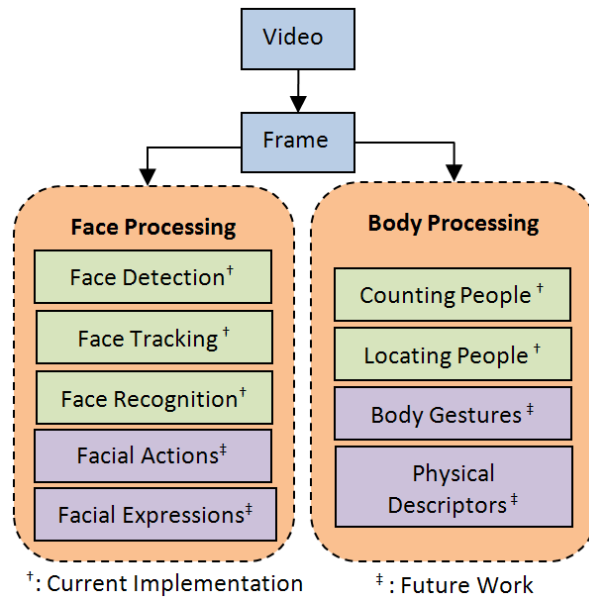 Video
Frame
Face Processing
Face Detection†
Face Tracking†
Face Recognition†
Facial Actions‡
Facial Expressions‡
Body Processing
Counting People†
Locating People†
Body Gestures‡
Physical
Descriptors‡
†: Current Implementation
‡: Future Work